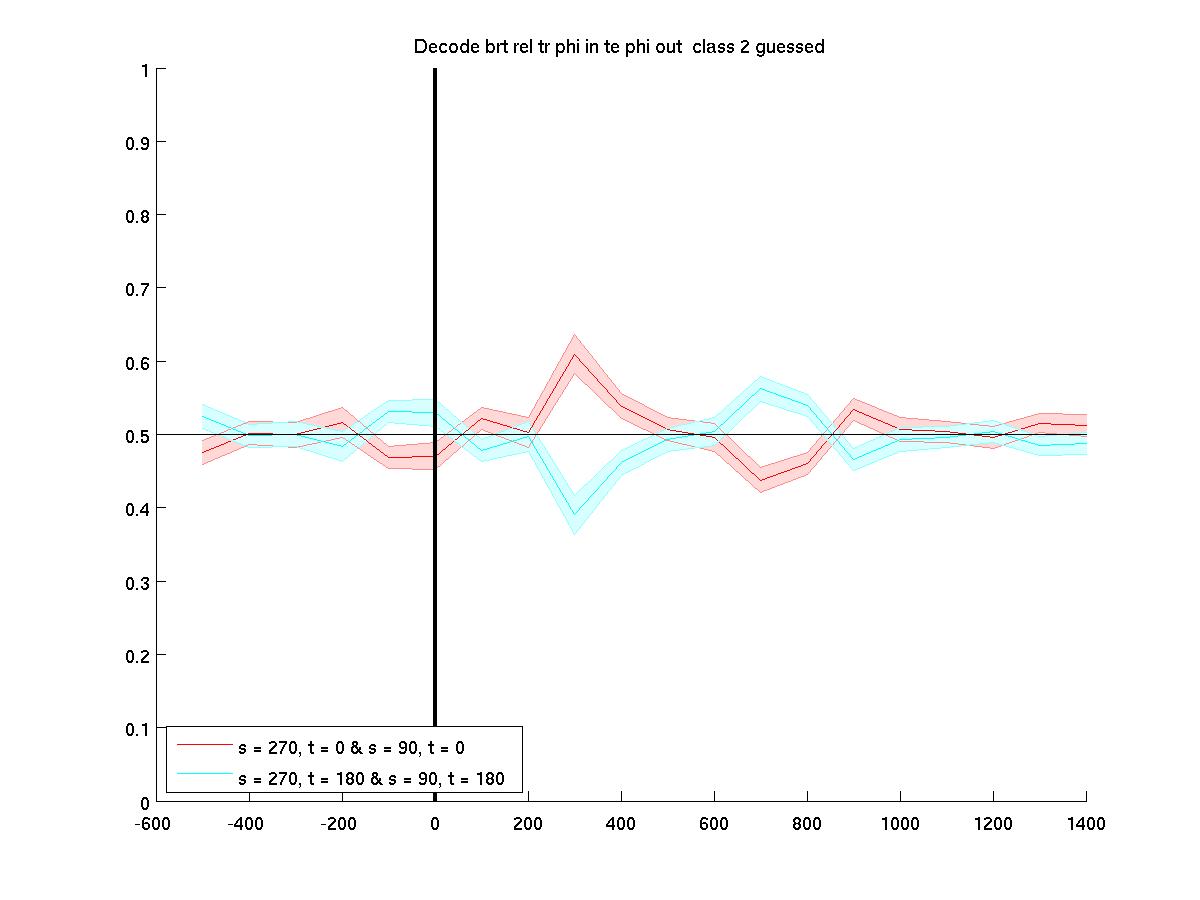 Decode brt rel tr phi in te phi out  class 2 guessed
1
0.9
0.8
0.7
0.6
0.5
0.4
0.3
0.2
0.1
0
s = 270, t = 0 & s = 90, t = 0
s = 270, t = 180 & s = 90, t = 180
-600 -400 -200 0 200 400 600 800 1000 1200 1400